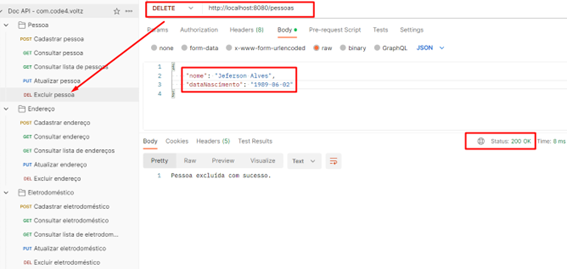 Doc API - com.code4.voltz
Pessoa
POST Cadastrar pessoa
GET Consultar pessoa
GET Consultar lista de pessoas
PUT Atualizar pessoa
DEL Excluir pessoa
Endereço
POST Cadastrar endereço
GET Consultar endereço
GET Consultar lista de endereços
PUT Atualizar endereço
DEL Excluir endereço
Eletrodoméstico
POST Cadastrar eletrodoméstico
GET Consultar eletrodoméstico
GET Consultar lista de eletrodom...
PUT Atualizar eletrodoméstico
DEL Excluir eletrodoméstico
DELETE http://localhost:8080/pessoas
Params Authorization Headers (8) Body Pre-request Script Tests Settings
none form-data x-www-form-urlencoded raw binary GraphQL JSON
1 {
2 "nome": "Jeferson Alves",
3 "dataNascimento": "1989-06-02"
4 }
Body Cookies Headers (5) Test Results Status: 200 OK Time: 8 ms
Pretty Raw Preview Visualize Text
1 Pessoa excluída com sucesso.